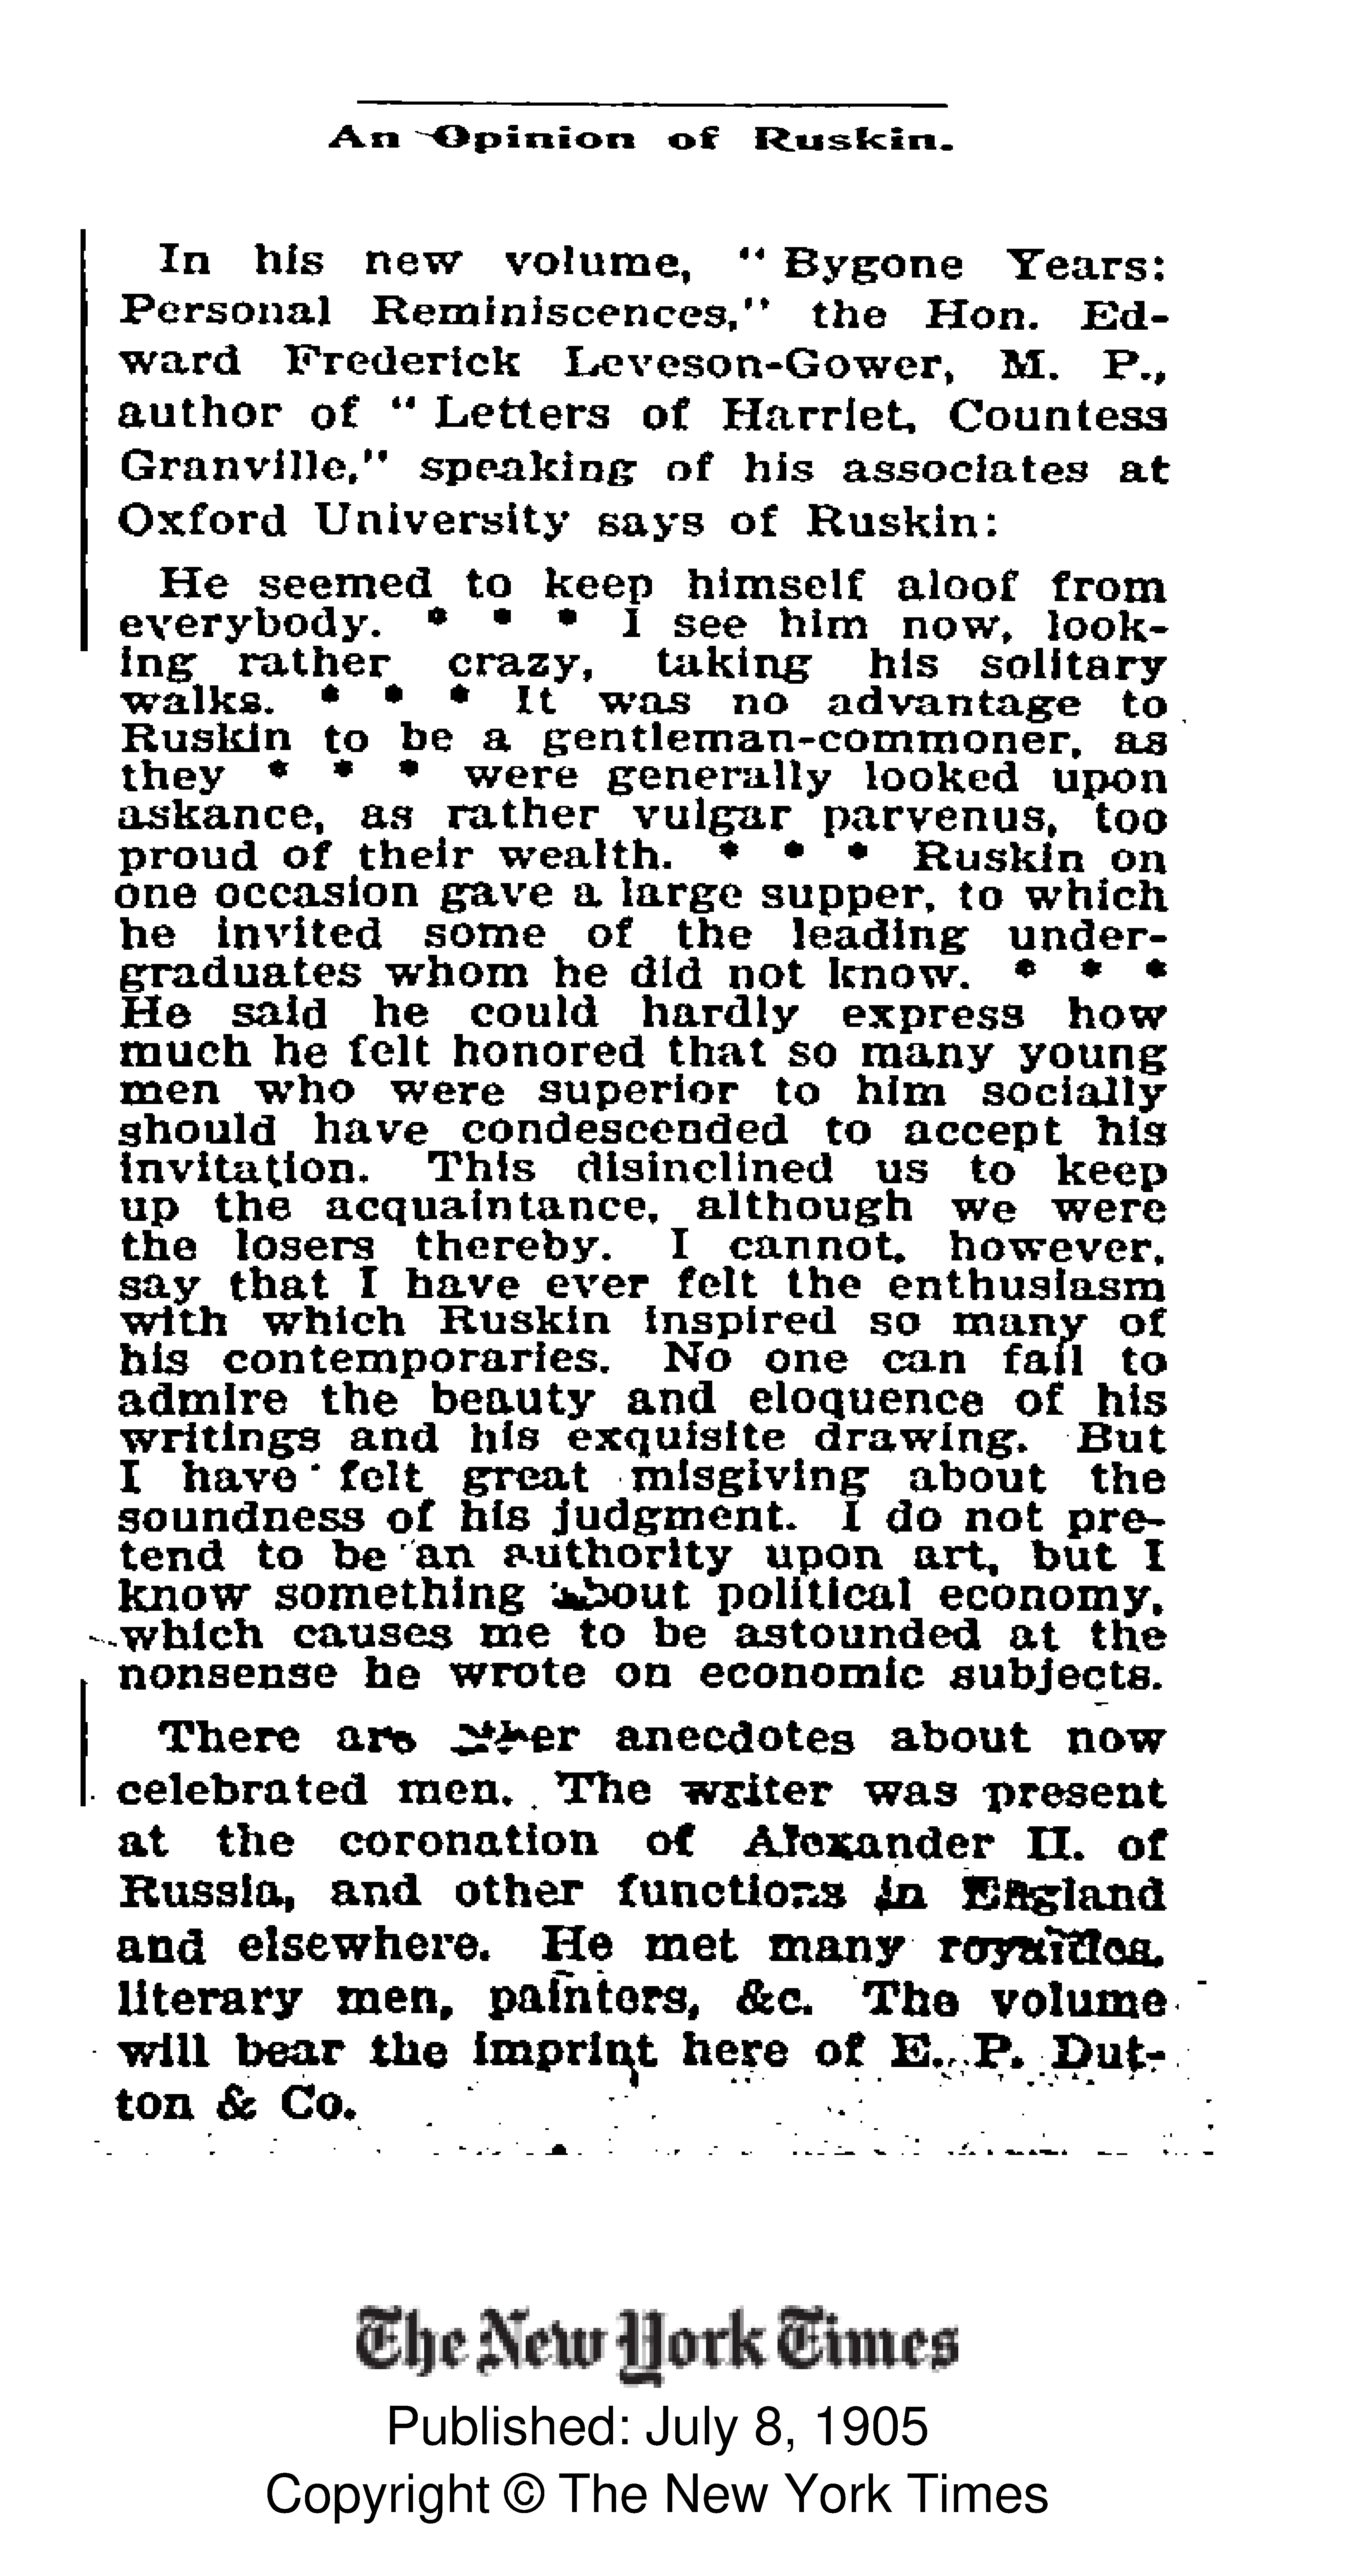 An Opinion of Ruskin.
In his new volume, "Bygone Years:
Personal Reminiscences," the Hon. Ed-
ward Frederick Leveson-Gower, M. P.,
author of "Letters of Harriet, Countess
Granville," speaking of his associates at
Oxford University says of Ruskin:
He seemed to keep himself aloof from
everybody. * * * I see him now, look-
ing rather crazy, taking his solitary
walks. * * * It was no advantage to
Ruskin to be a gentleman-commoner, as
they * * * were generally looked upon
askance, as rather vulgar parvenus, too
proud of their wealth. * * * Ruskin on
one occasion gave a large supper, to which
he invited some of the leading under-
graduates whom he did not know. * * *
He said he could hardly express how
much he felt honored that so many young
men who were superior to him socially
should have condescended to accept his
invitation. This disinclined us to keep
up the acquaintance, although we were
the losers thereby. I cannot, however,
say that I have ever felt the enthusiasm
with which Ruskin inspired so many of
his contemporaries. No one can fail to
admire the beauty and eloquence of his
writings and his exquisite drawing. But
I have felt great misgiving about the
soundness of his judgment. I do not pre-
tend to be an authority upon art, but I
know something about political economy,
which causes me to be astounded at the
nonsense he wrote on economic subjects.
There are other anecdotes about now
celebrated men. The writer was present
at the coronation of Alexander II. of
Russia, and other functions in England
and elsewhere. He met many royalties,
literary men, painters, &c. The volume
will bear the imprint here of E. P. Dut-
ton & Co.
The New York Times
Published: July 8, 1905
Copyright © The New York Times